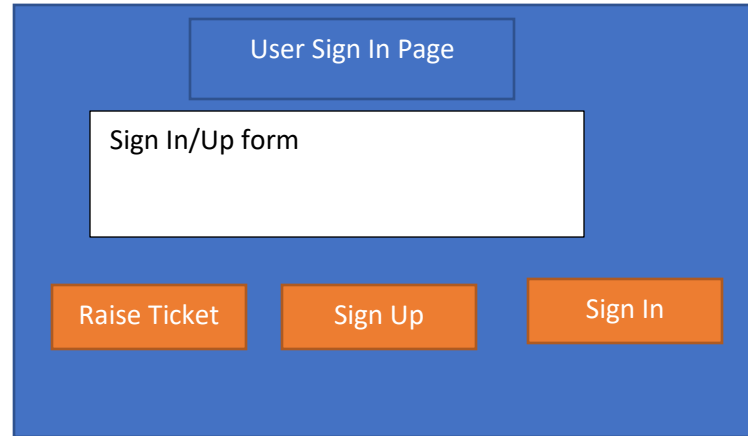 User Sign In Page
Sign In/Up form
Raise Ticket
Sign Up
Sign In